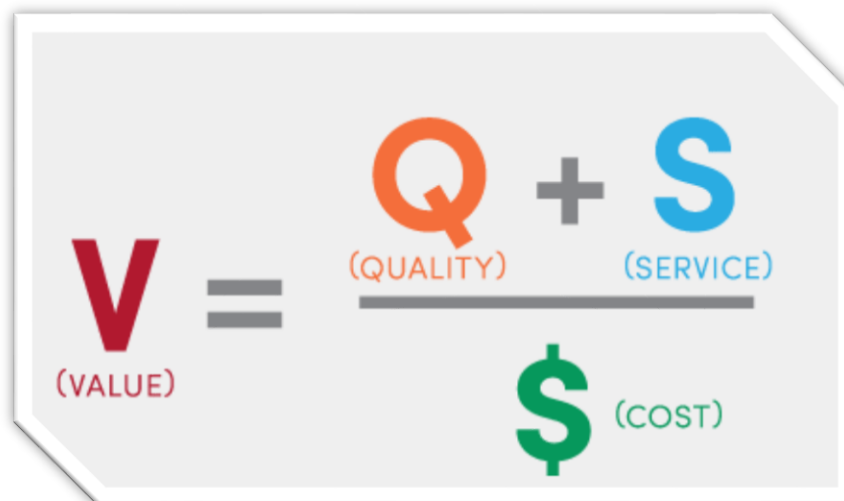 V = Q + S
(VALUE) (QUALITY) (SERVICE)
$ (COST)